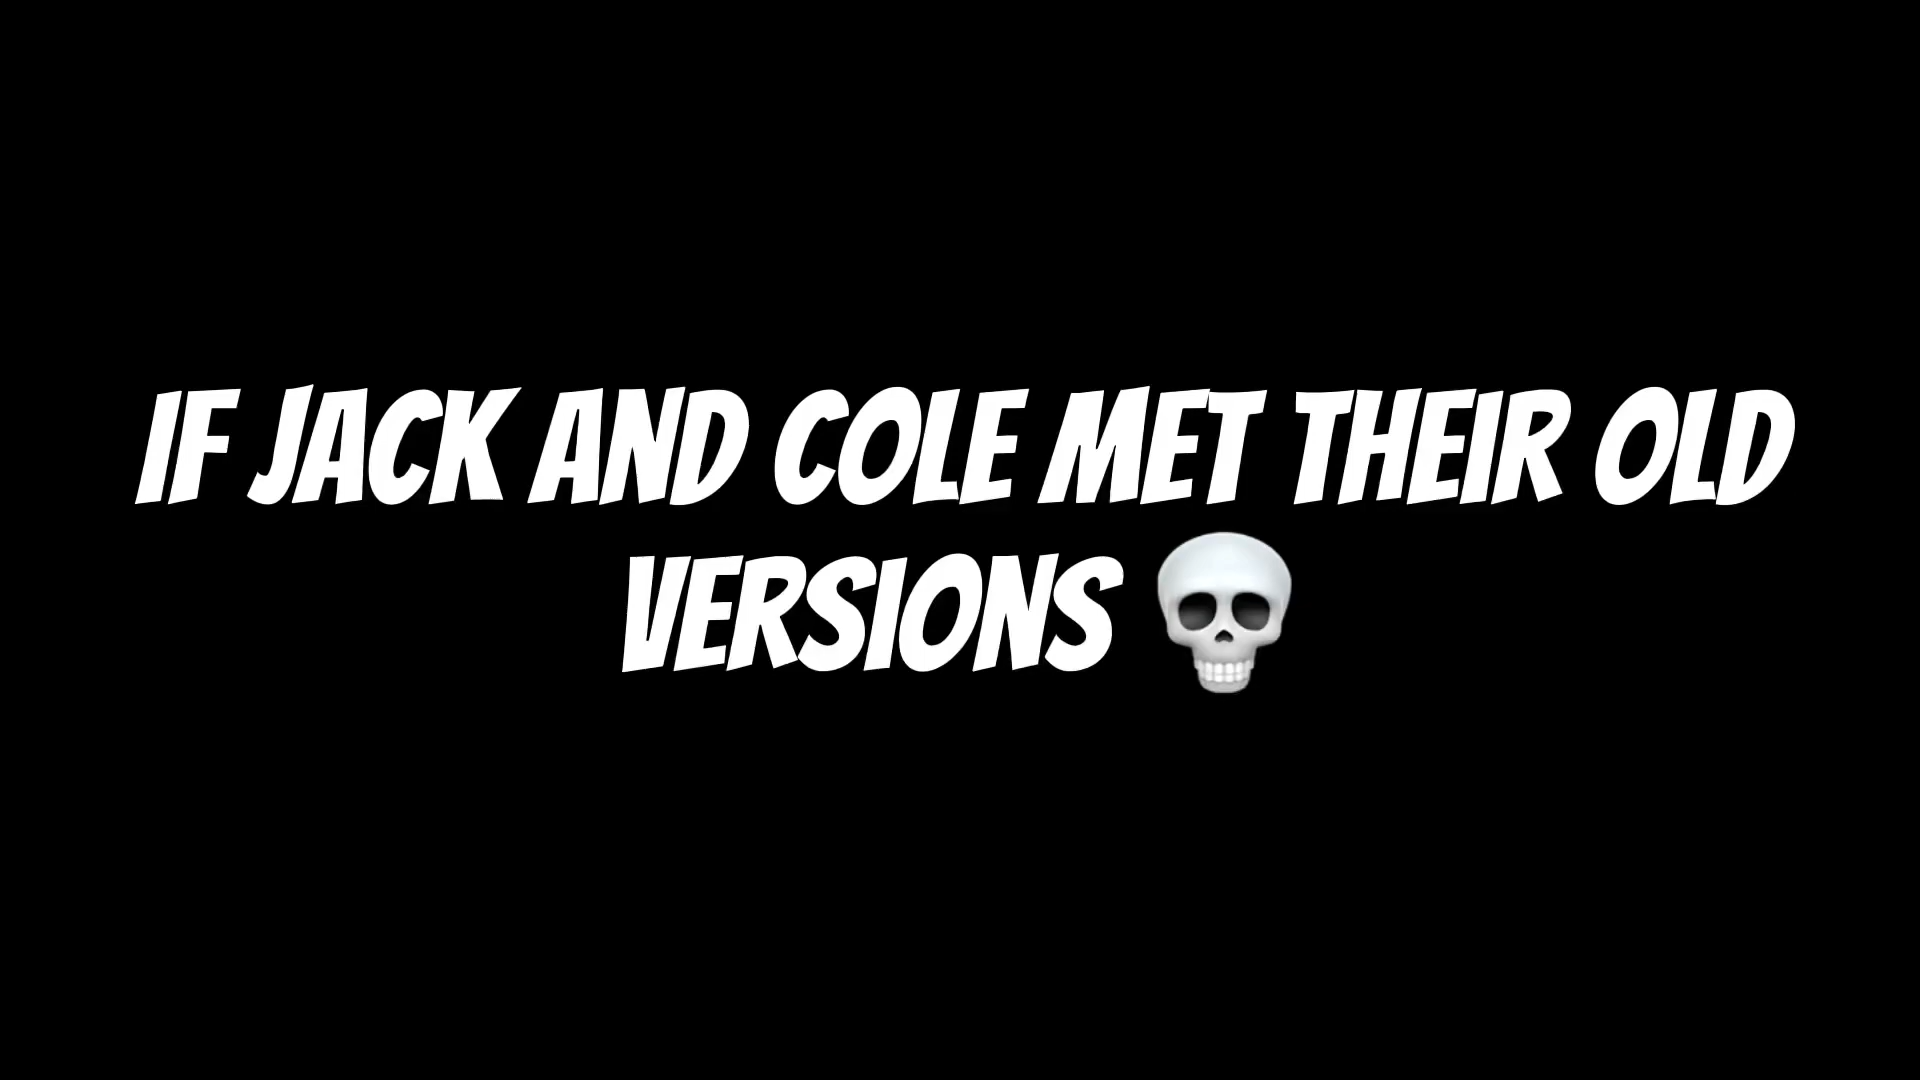 IF JACK AND COLE MET THEIR OLD
VERSIONS 💀